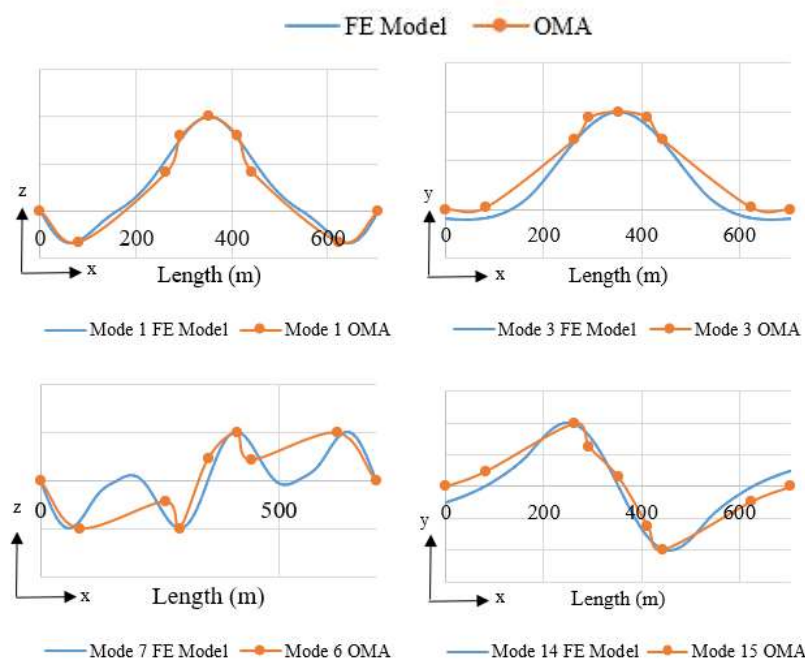 FE Model OMA
z
0 200 400 600
x
Length (m)
Mode 1 FE Model Mode 1 OMA
y
0 200 400 600
x
Length (m)
Mode 3 FE Model Mode 3 OMA
z
0 500
x
Length (m)
Mode 7 FE Model Mode 6 OMA
y
0 200 400 600
x
Length (m)
Mode 14 FE Model Mode 15 OMA